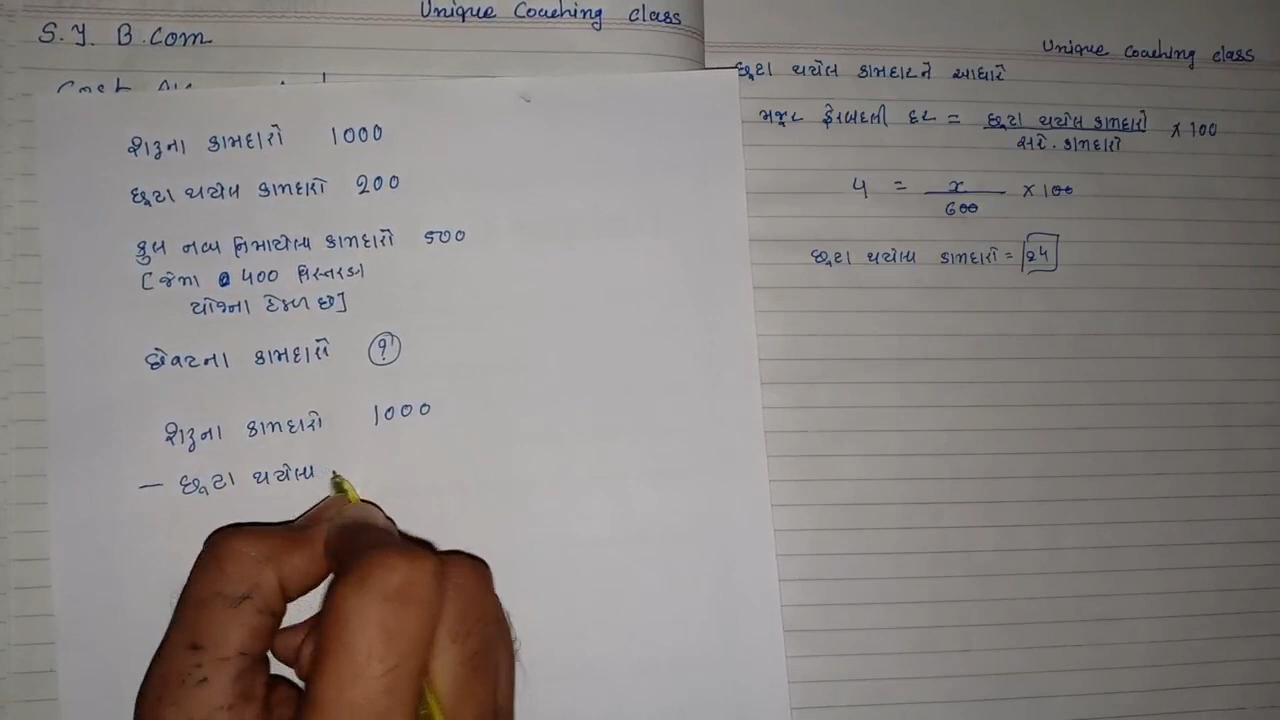 Unique Coaching class
S.Y. B.Com
શરૂના કામદારો 1000
છૂટા થયેલ કામદારો 200
કુલ નવા નિમાયેલા કામદારો 500
[જેમાં 400 વિસ્તરણ
યોજના હેઠળ છે]
છેવટના કામદારો ?
શરૂના કામદારો 1000
— છૂટા થયેલા
Unique Coaching class
છૂટા થયેલ કામદારને આધારે
મજૂર ફેરબદલી દર = છૂટા થયેલ કામદારો / સરે. કામદારો × 100
4 = x / 600 × 100
છૂટા થયેલા કામદારો = 24